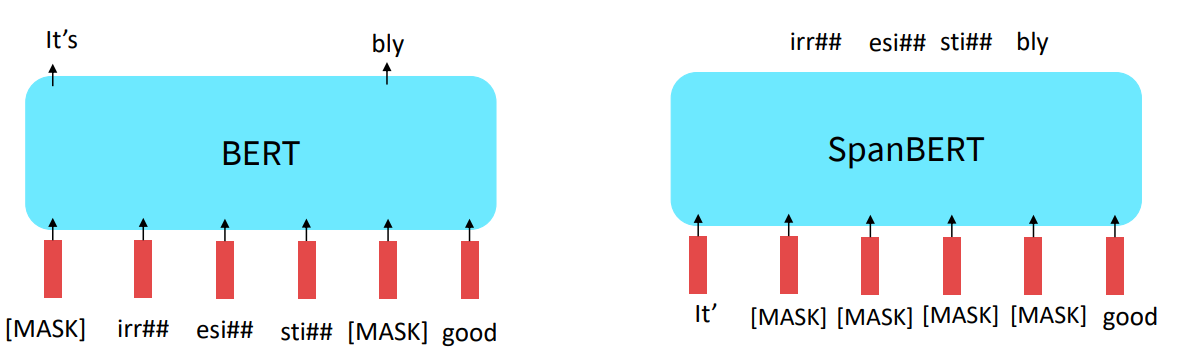 It's bly
BERT
[MASK] irr## esi## sti## [MASK] good
irr## esi## sti## bly
SpanBERT
It' [MASK] [MASK] [MASK] [MASK] good